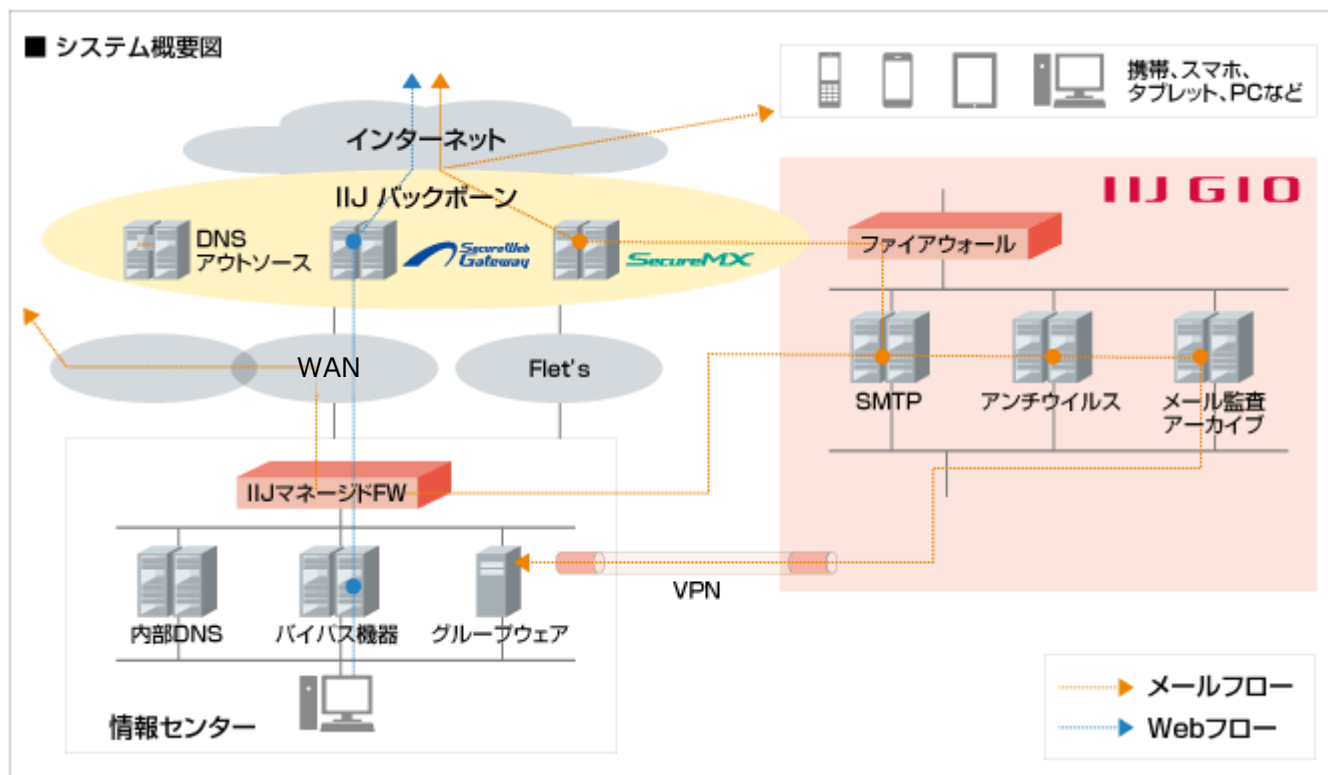 ■ システム概要図
携帯、スマホ、
タブレット、PCなど
インターネット
IIJ バックボーン
DNS
アウトソース
SecureWeb
Gateway
SecureMX
IIJ GIO
ファイアウォール
WAN
Flet's
SMTP
アンチウイルス
メール監査
アーカイブ
IIJマネージドFW
内部DNS
バイパス機器
グループウェア
VPN
情報センター
メールフロー
Webフロー